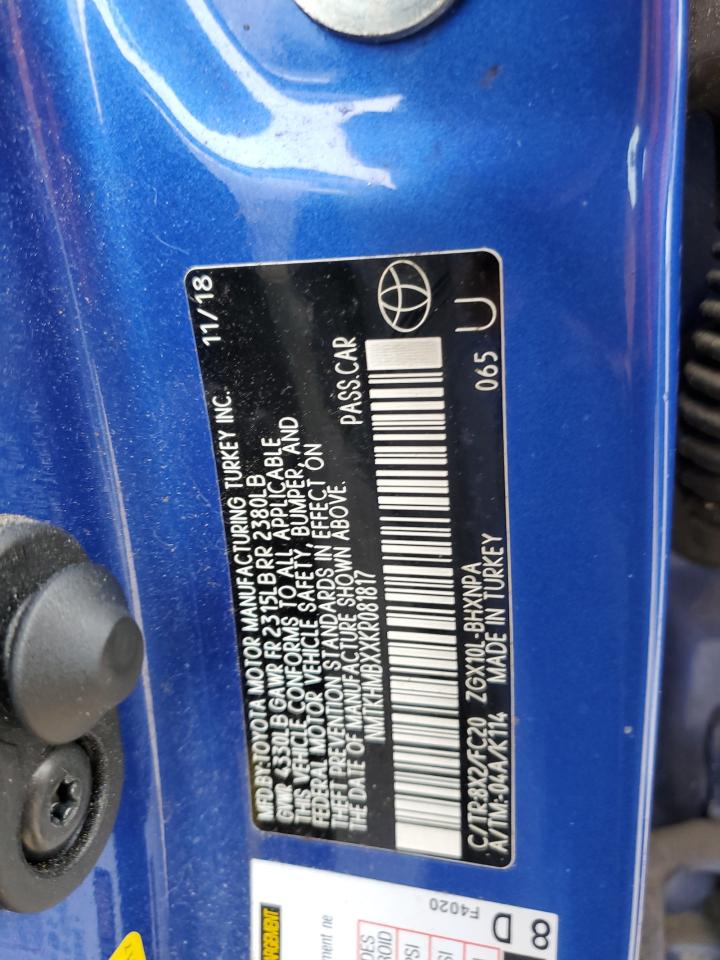 MFD.BY:TOYOTA MOTOR MANUFACTURING TURKEY INC. 11/18
GVWR 4330LB GAWR FR 2315LB RR 2380LB
THIS VEHICLE CONFORMS TO ALL APPLICABLE
FEDERAL MOTOR VEHICLE SAFETY, BUMPER, AND
THEFT PREVENTION STANDARDS IN EFFECT ON
THE DATE OF MANUFACTURE SHOWN ABOVE.
NMTKHMBXXKR081817 PASS.CAR
C/TR:8X2/FC20 ZGX10L-BHXNPA 065 U
A/TM:04A/K114 MADE IN TURKEY
F4020